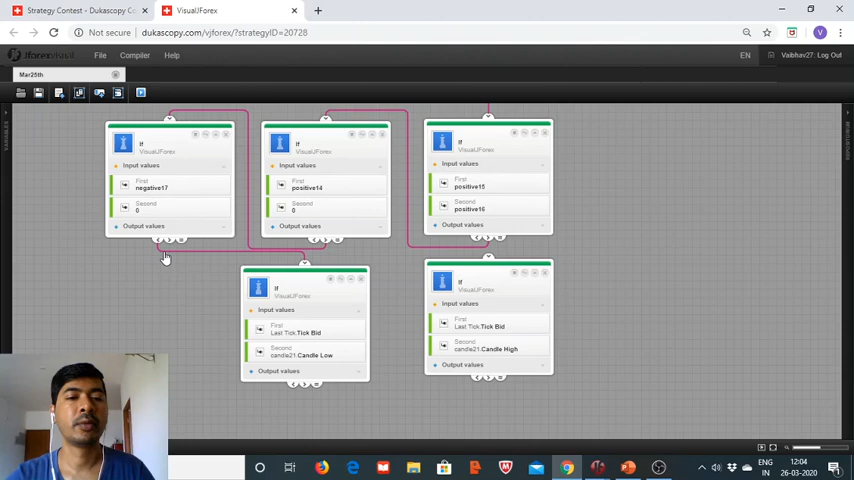 Strategy Contest - Dukascopy C
VisualJForex
Not secure
dukascopy.com/vjforex/?strategyID=20728
V
jforexvisual
File
Compiler
Help
EN
Vaibhav27: Log Out
Mar25th
VARIABLES
REPOSITORIUM
If
VisualJForex
Input values
First
negative17
Second
0
Output values
If
VisualJForex
Input values
First
positive14
Second
0
Output values
If
VisualJForex
Input values
First
positive15
Second
positive16
Output values
If
VisualJForex
Input values
First
Last Tick.Tick Bid
Second
candle21.Candle Low
Output values
If
VisualJForex
Input values
First
Last Tick.Tick Bid
Second
candle21.Candle High
Output values
ENG
IN
12:04
26-03-2020